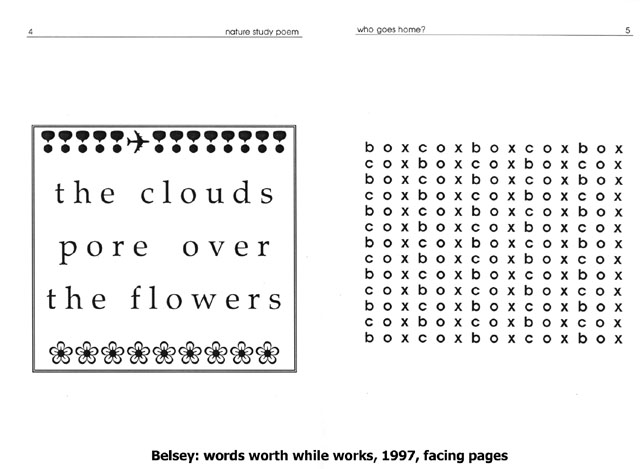 4 nature study poem
the clouds
pore over
the flowers
who goes home? 5
b o x c o x b o x c o x b o x
c o x b o x c o x b o x c o x
b o x c o x b o x c o x b o x
c o x b o x c o x b o x c o x
b o x c o x b o x c o x b o x
c o x b o x c o x b o x c o x
b o x c o x b o x c o x b o x
c o x b o x c o x b o x c o x
b o x c o x b o x c o x b o x
c o x b o x c o x b o x c o x
b o x c o x b o x c o x b o x
c o x b o x c o x b o x c o x
b o x c o x b o x c o x b o x
Belsey: words worth while works, 1997, facing pages